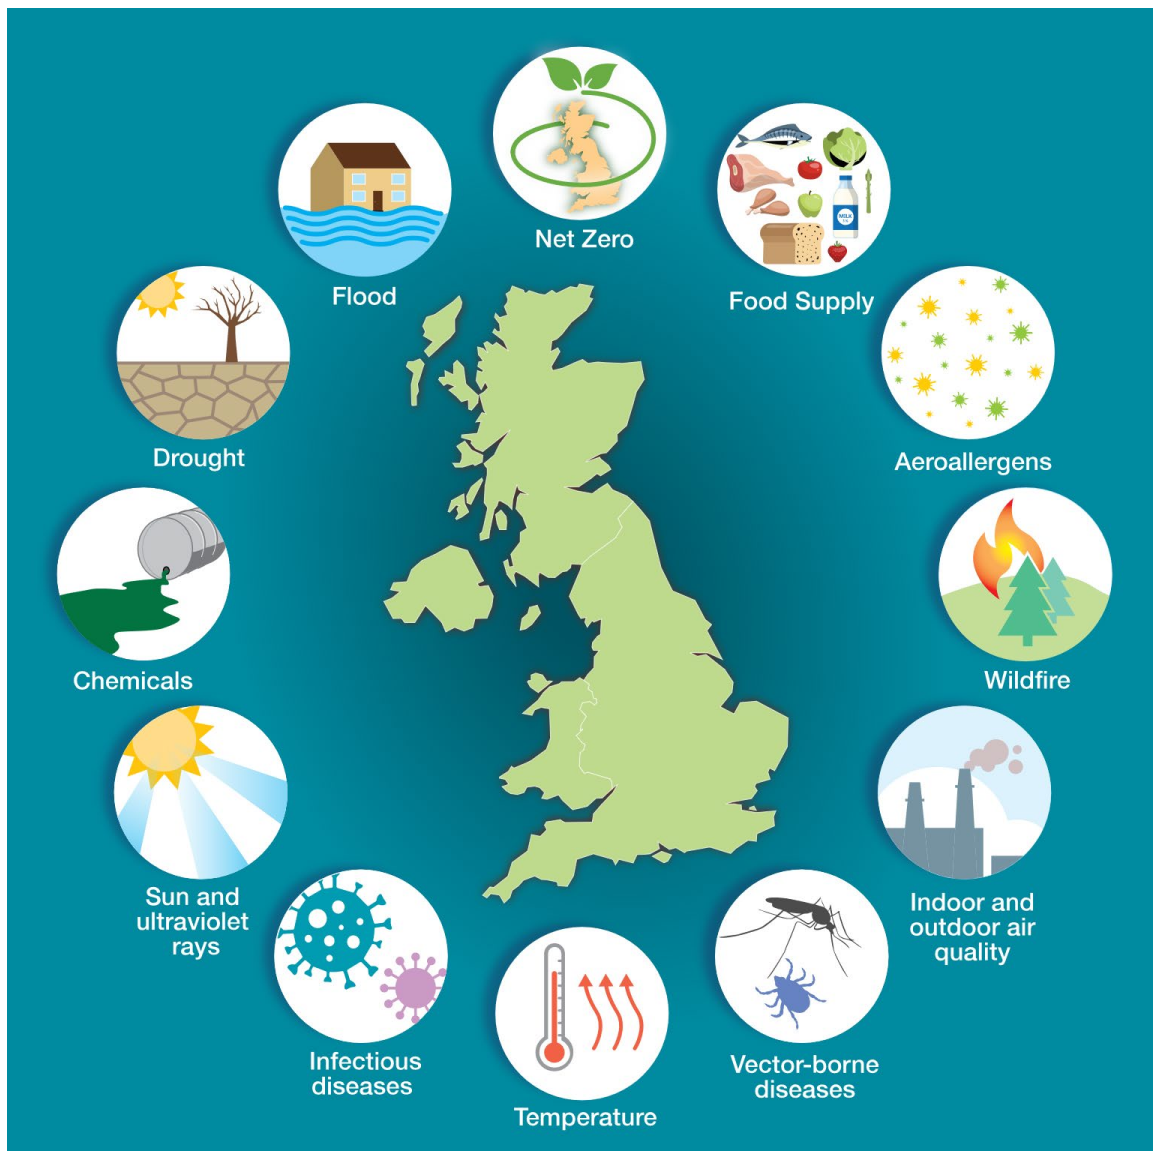 Net Zero
Flood
Food Supply
MILK
Drought
Aeroallergens
Chemicals
Wildfire
Sun and
ultraviolet
rays
Indoor and
outdoor air
quality
Infectious
diseases
Vector-borne
diseases
Temperature